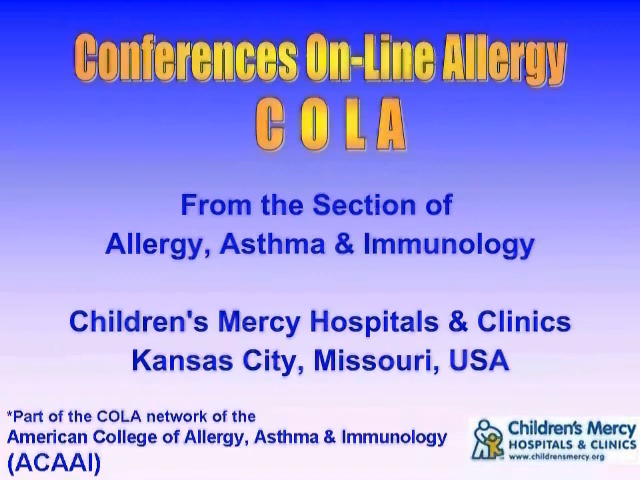 Conferences On-Line Allergy
C O L A
From the Section of
Allergy, Asthma & Immunology
Children's Mercy Hospitals & Clinics
Kansas City, Missouri, USA
*Part of the COLA network of the
American College of Allergy, Asthma & Immunology
(ACAAI)
Children's Mercy
HOSPITALS & CLINICS
www.childrensmercy.org